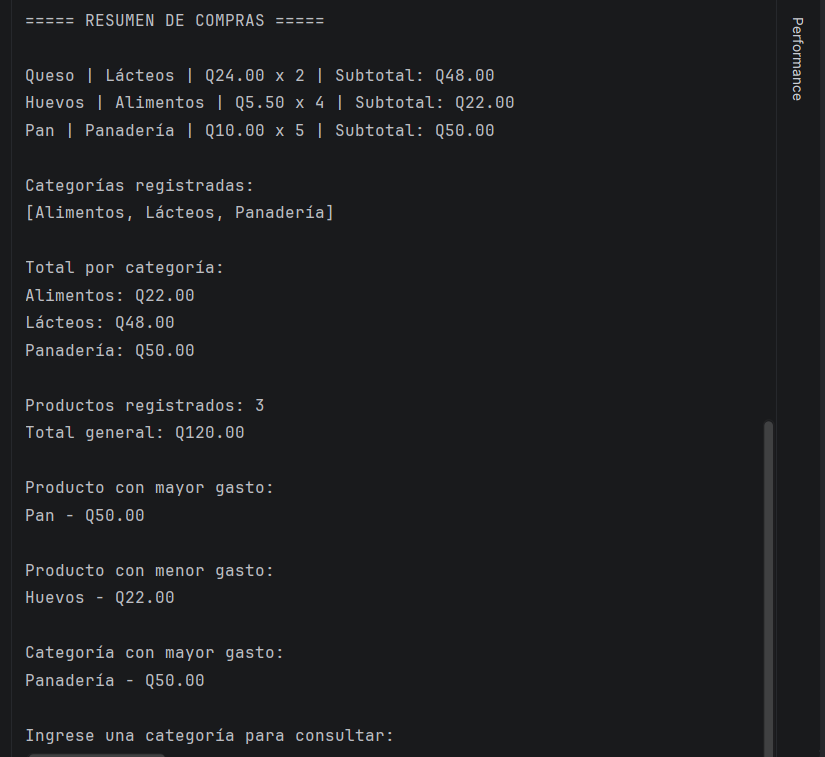 ===== RESUMEN DE COMPRAS =====
Queso | Lácteos | Q24.00 x 2 | Subtotal: Q48.00
Huevos | Alimentos | Q5.50 x 4 | Subtotal: Q22.00
Pan | Panadería | Q10.00 x 5 | Subtotal: Q50.00
Categorías registradas:
[Alimentos, Lácteos, Panadería]
Total por categoría:
Alimentos: Q22.00
Lácteos: Q48.00
Panadería: Q50.00
Productos registrados: 3
Total general: Q120.00
Producto con mayor gasto:
Pan - Q50.00
Producto con menor gasto:
Huevos - Q22.00
Categoría con mayor gasto:
Panadería - Q50.00
Ingrese una categoría para consultar:
Performance